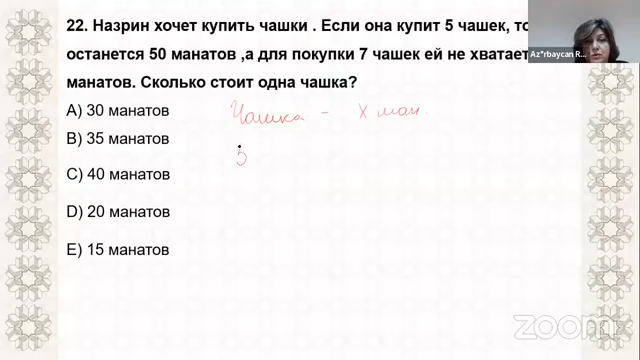 22. Назрин хочет купить чашки . Если она купит 5 чашек, то
останется 50 манатов ,а для покупки 7 чашек ей не хватает
манатов. Сколько стоит одна чашка?
A) 30 манатов
B) 35 манатов
C) 40 манатов
D) 20 манатов
E) 15 манатов
Чашка - x ман.
5
Az*rbaycan R...
zoom